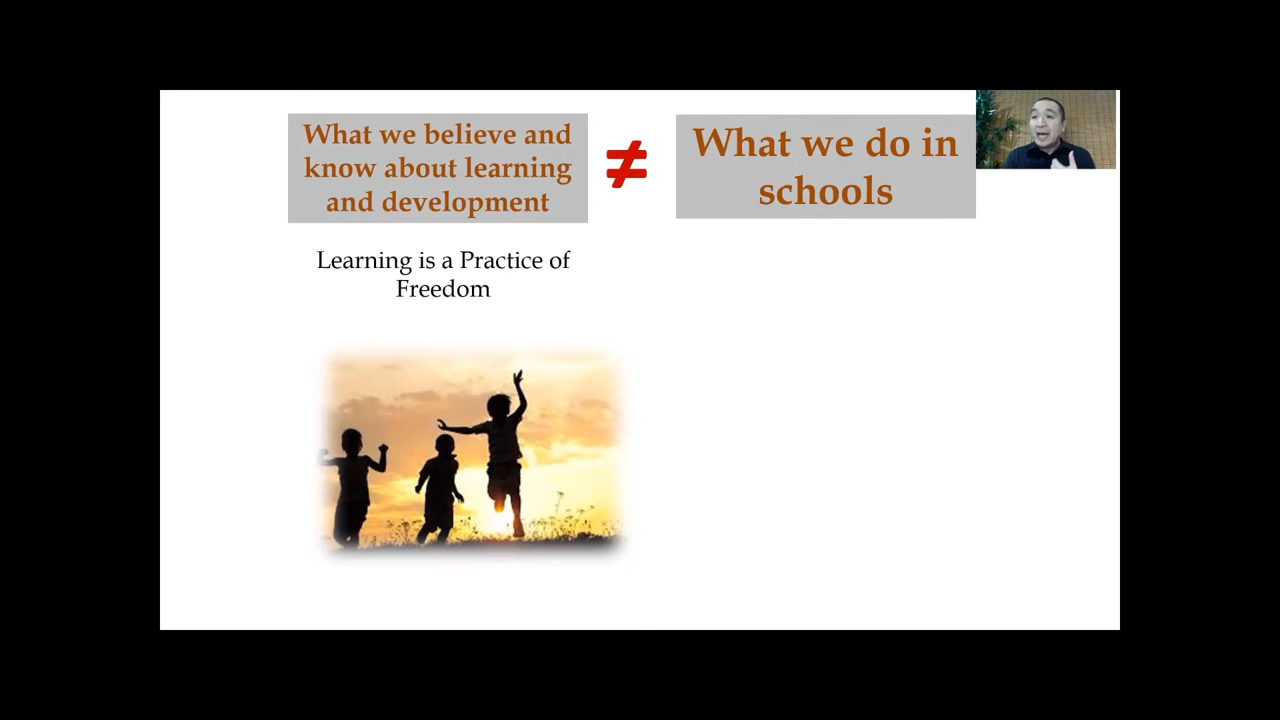 What we believe and
know about learning
and development
≠
What we do in
schools
Learning is a Practice of
Freedom